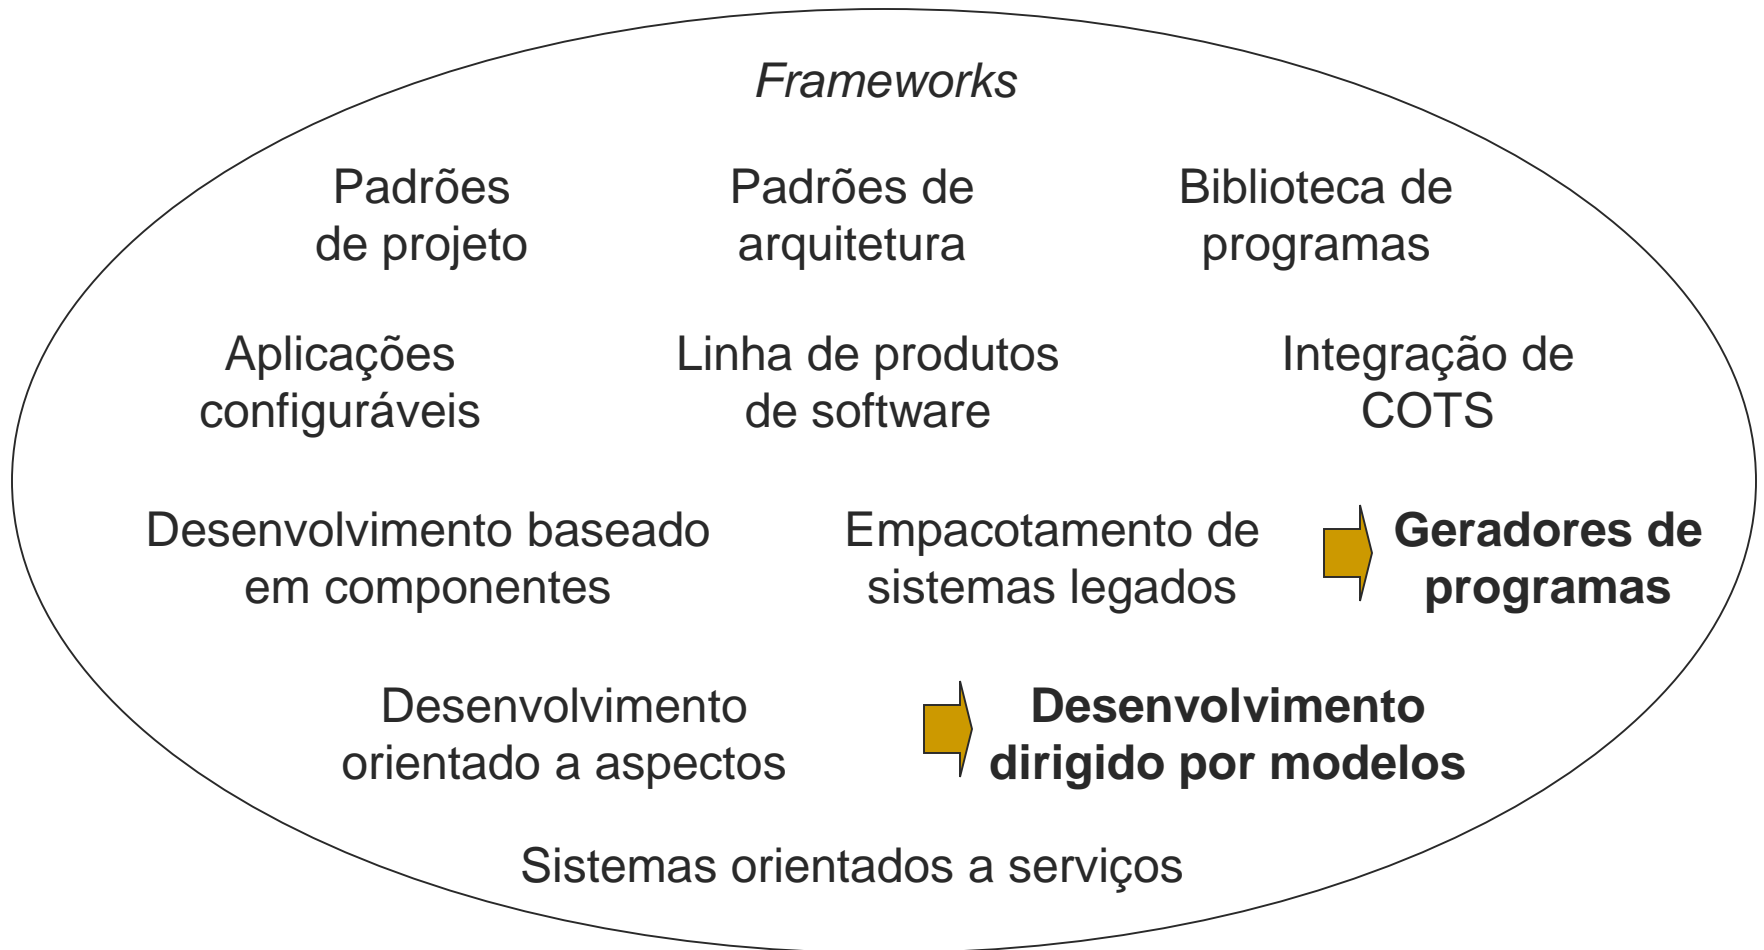 Frameworks
Padrões
de projeto
Padrões de
arquitetura
Biblioteca de
programas
Aplicações
configuráveis
Linha de produtos
de software
Integração de
COTS
Desenvolvimento baseado
em componentes
Empacotamento de
sistemas legados
Geradores de
programas
Desenvolvimento
orientado a aspectos
Desenvolvimento
dirigido por modelos
Sistemas orientados a serviços